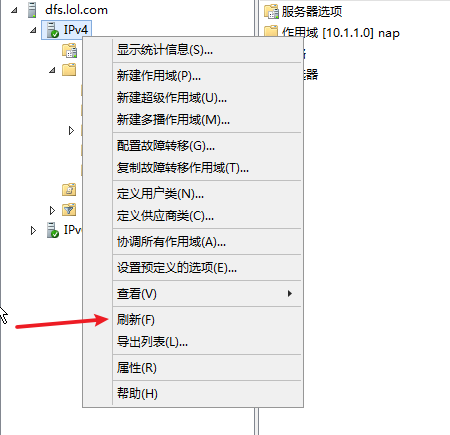 dfs.lol.com
服务器选项
IPv4
作用域 [10.1.1.0] nap
显示统计信息(S)...
新建作用域(P)...
新建超级作用域(U)...
新建多播作用域(M)...
配置故障转移(G)...
复制故障转移作用域(T)...
定义用户类(N)...
定义供应商类(C)...
协调所有作用域(A)...
IPv
设置预定义的选项(E)...
查看(V)
刷新(F)
导出列表(L)...
属性(R)
帮助(H)